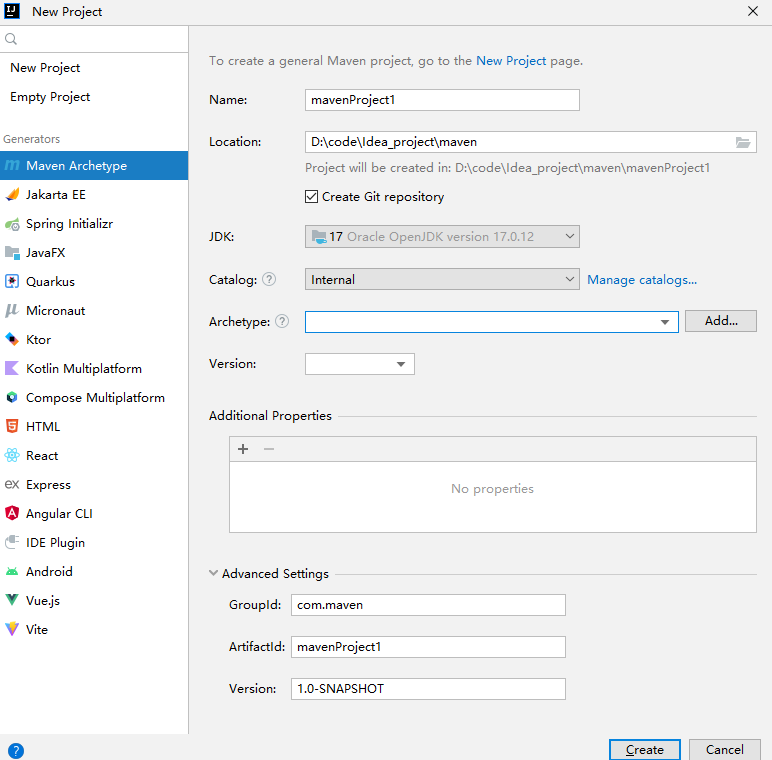 New Project
New Project
Empty Project
Generators
Maven Archetype
Jakarta EE
Spring Initializr
JavaFX
Quarkus
Micronaut
Ktor
Kotlin Multiplatform
Compose Multiplatform
HTML
React
Express
Angular CLI
IDE Plugin
Android
Vue.js
Vite
To create a general Maven project, go to the New Project page.
Name: mavenProject1
Location: D:\code\Idea_project\maven
Project will be created in: D:\code\Idea_project\maven\mavenProject1
Create Git repository
JDK: 17 Oracle OpenJDK version 17.0.12
Catalog: ? Internal Manage catalogs...
Archetype: ? Add...
Version:
Additional Properties
No properties
Advanced Settings
GroupId: com.maven
ArtifactId: mavenProject1
Version: 1.0-SNAPSHOT
? Create Cancel